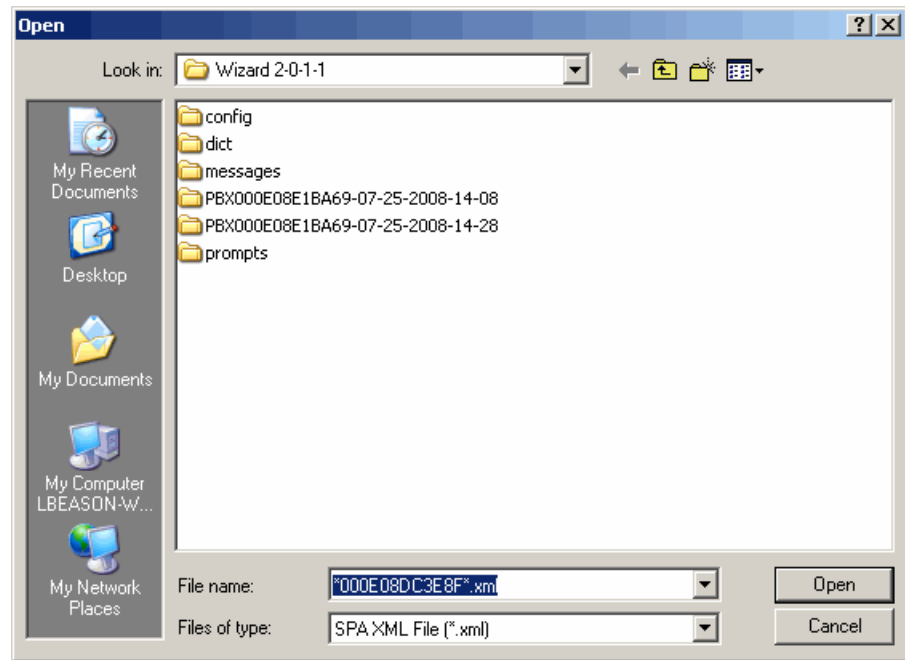 Open
Look in: Wizard 2-0-1-1
My Recent
Documents
Desktop
My Documents
My Computer
LBEASON-W...
My Network
Places
config
dict
messages
PBX000E08E1BA69-07-25-2008-14-08
PBX000E08E1BA69-07-25-2008-14-28
prompts
File name: *000E08DC3E8F*.xml Open
Files of type: SPA XML File (*.xml) Cancel